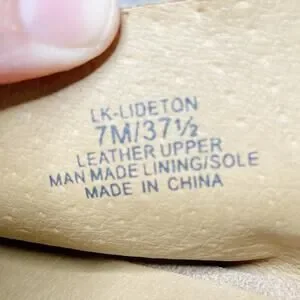 LK-LIDETON
7M/37½
LEATHER UPPER
MAN MADE LINING/SOLE
MADE IN CHINA